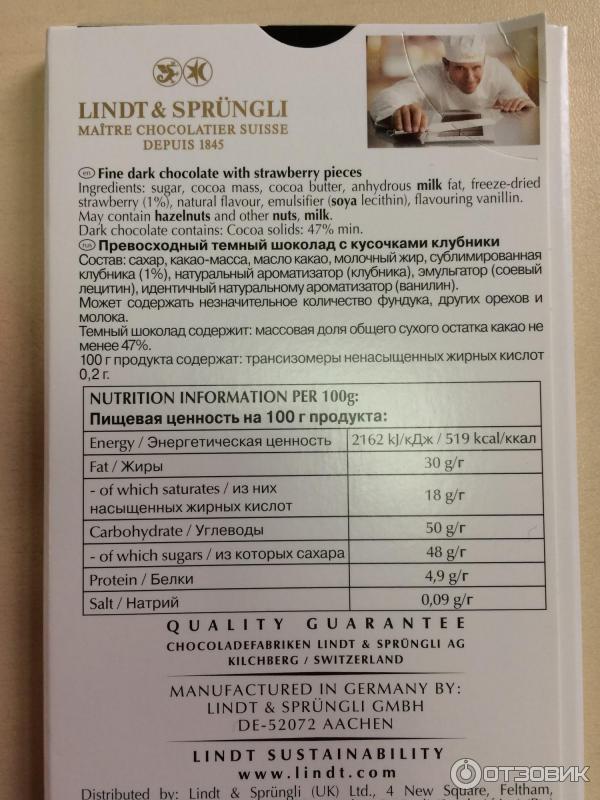 LINDT & SPRÜNGLI
MAÎTRE CHOCOLATIER SUISSE
DEPUIS 1845
en Fine dark chocolate with strawberry pieces
Ingredients: sugar, cocoa mass, cocoa butter, anhydrous milk fat, freeze-dried
strawberry (1%), natural flavour, emulsifier (soya lecithin), flavouring vanillin.
May contain hazelnuts and other nuts, milk.
Dark chocolate contains: Cocoa solids: 47% min.
rus Превосходный темный шоколад с кусочками клубники
Состав: сахар, какао-масса, масло какао, молочный жир, сублимированная
клубника (1%), натуральный ароматизатор (клубника), эмульгатор (соевый
лецитин), идентичный натуральному ароматизатор (ванилин).
Может содержать незначительное количество фундука, других орехов и
молока.
Темный шоколад содержит: массовая доля общего сухого остатка какао не
менее 47%.
100 г продукта содержат: трансизомеры ненасыщенных жирных кислот
0,2 г.
NUTRITION INFORMATION PER 100g:
Пищевая ценность на 100 г продукта:
Energy / Энергетическая ценность 2162 kJ/кДж / 519 kcal/ккал
Fat / Жиры 30 g/г
- of which saturates / из них
насыщенных жирных кислот 18 g/г
Carbohydrate / Углеводы 50 g/г
- of which sugars / из которых сахара 48 g/г
Protein / Белки 4,9 g/г
Salt / Натрий 0,09 g/г
QUALITY GUARANTEE
CHOCOLADEFABRIKEN LINDT & SPRÜNGLI AG
KILCHBERG / SWITZERLAND
MANUFACTURED IN GERMANY BY:
LINDT & SPRÜNGLI GMBH
DE-52072 AACHEN
LINDT SUSTAINABILITY
www.lindt.com
Distributed by: Lindt & Sprüngli (UK) Ltd., 4 New Square, Feltham,
ОТЗОВИК